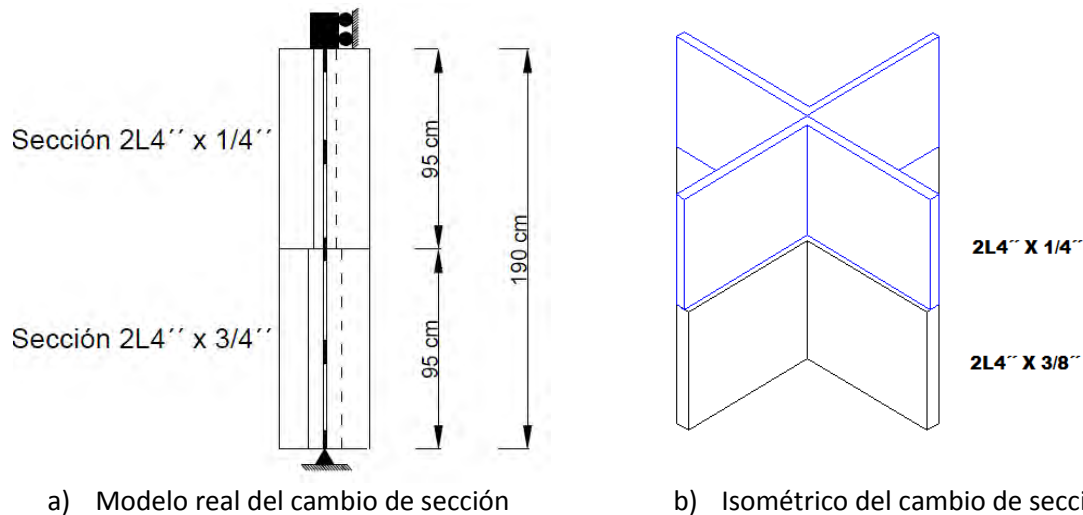 Sección 2L4´´ x 1/4´´
95 cm
190 cm
Sección 2L4´´ x 3/4´´
95 cm
2L4´´ X 1/4´´
2L4´´ X 3/8´´
a) Modelo real del cambio de sección
b) Isométrico del cambio de secci